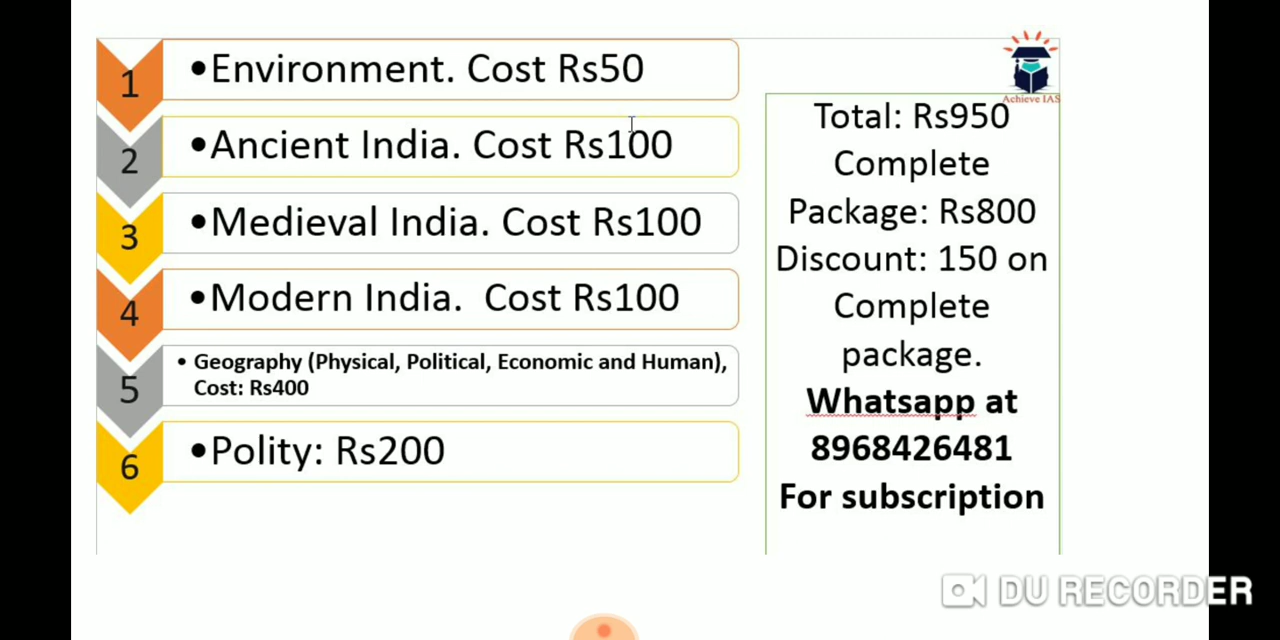 1
•Environment. Cost Rs50
2
•Ancient India. Cost Rs100
3
•Medieval India. Cost Rs100
4
•Modern India.  Cost Rs100
5
• Geography (Physical, Political, Economic and Human),
Cost: Rs400
6
•Polity: Rs200
Achieve IAS
Total: Rs950
Complete
Package: Rs800
Discount: 150 on
Complete
package.
Whatsapp at
8968426481
For subscription
DU RECORDER